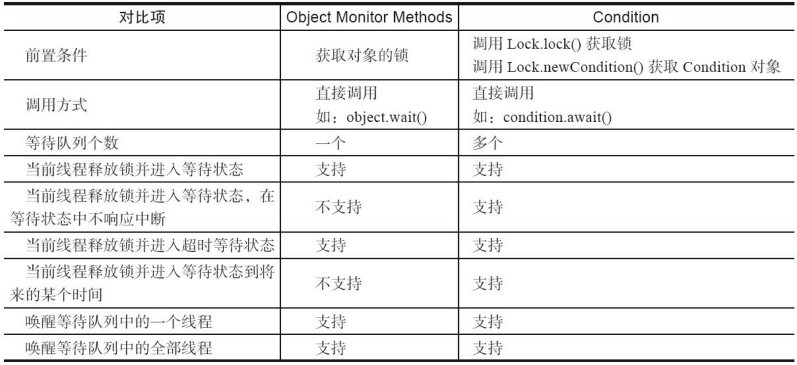 对比项 Object Monitor Methods Condition
前置条件 获取对象的锁 调用 Lock.lock() 获取锁
调用 Lock.newCondition() 获取 Condition 对象
调用方式 直接调用 直接调用
如：object.wait() 如：condition.await()
等待队列个数 一个 多个
当前线程释放锁并进入等待状态 支持 支持
当前线程释放锁并进入等待状态，在
等待状态中不响应中断 不支持 支持
当前线程释放锁并进入超时等待状态 支持 支持
当前线程释放锁并进入等待状态到将
来的某个时间 不支持 支持
唤醒等待队列中的一个线程 支持 支持
唤醒等待队列中的全部线程 支持 支持